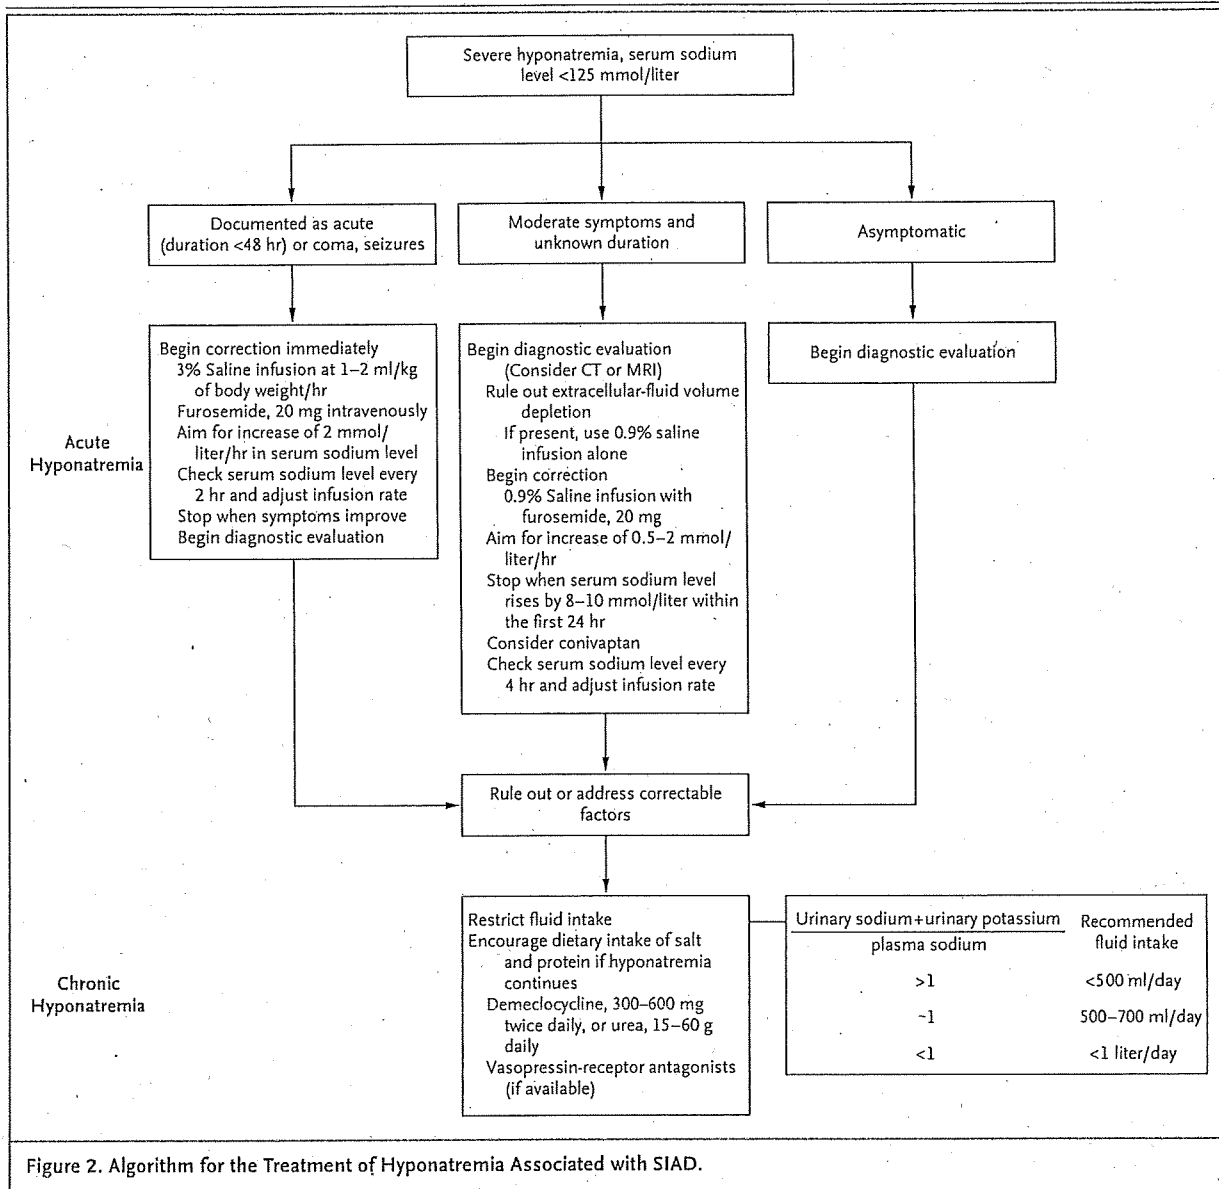 Severe hyponatremia, serum sodium
level <125 mmol/liter
Documented as acute
(duration <48 hr) or coma, seizures
Moderate symptoms and
unknown duration
Asymptomatic
Begin correction immediately
3% Saline infusion at 1–2 ml/kg
of body weight/hr
Furosemide, 20 mg intravenously
Aim for increase of 2 mmol/
liter/hr in serum sodium level
Check serum sodium level every
2 hr and adjust infusion rate
Stop when symptoms improve
Begin diagnostic evaluation
Begin diagnostic evaluation
(Consider CT or MRI)
Rule out extracellular-fluid volume
depletion
If present, use 0.9% saline
infusion alone
Begin correction
0.9% Saline infusion with
furosemide, 20 mg
Aim for increase of 0.5–2 mmol/
liter/hr
Stop when serum sodium level
rises by 8–10 mmol/liter within
the first 24 hr
Consider conivaptan
Check serum sodium level every
4 hr and adjust infusion rate
Begin diagnostic evaluation
Acute
Hyponatremia
Rule out or address correctable
factors
Chronic
Hyponatremia
Restrict fluid intake
Encourage dietary intake of salt
and protein if hyponatremia
continues
Demeclocycline, 300–600 mg
twice daily, or urea, 15–60 g
daily
Vasopressin-receptor antagonists
(if available)
Urinary sodium+urinary potassium
plasma sodium
Recommended
fluid intake
>1 <500 ml/day
~1 500–700 ml/day
<1 <1 liter/day
Figure 2. Algorithm for the Treatment of Hyponatremia Associated with SIAD.